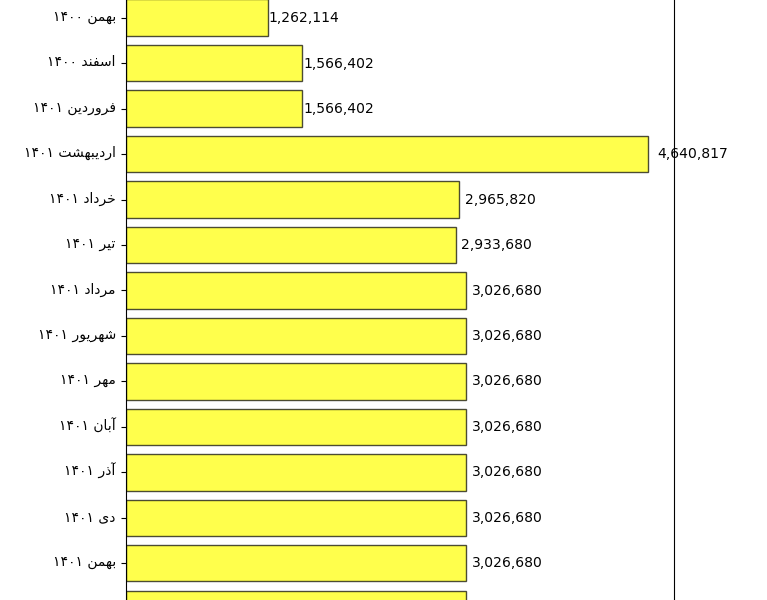 بهمن ۱۴۰۰ 1,262,114
اسفند ۱۴۰۰ 1,566,402
فروردین ۱۴۰۱ 1,566,402
اردیبهشت ۱۴۰۱ 4,640,817
خرداد ۱۴۰۱ 2,965,820
تیر ۱۴۰۱ 2,933,680
مرداد ۱۴۰۱ 3,026,680
شهریور ۱۴۰۱ 3,026,680
مهر ۱۴۰۱ 3,026,680
آبان ۱۴۰۱ 3,026,680
آذر ۱۴۰۱ 3,026,680
دی ۱۴۰۱ 3,026,680
بهمن ۱۴۰۱ 3,026,680